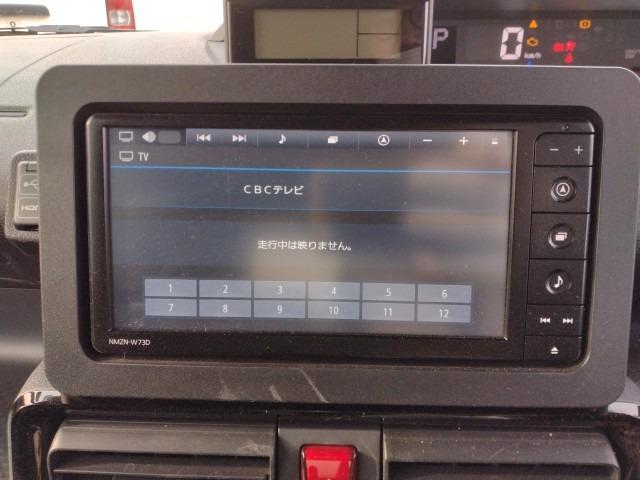 P 0 km/h
− +
TV
CBCテレビ
走行中は映りません。
1 2 3 4 5 6
7 8 9 10 11 12
NMZN-W73D
− +